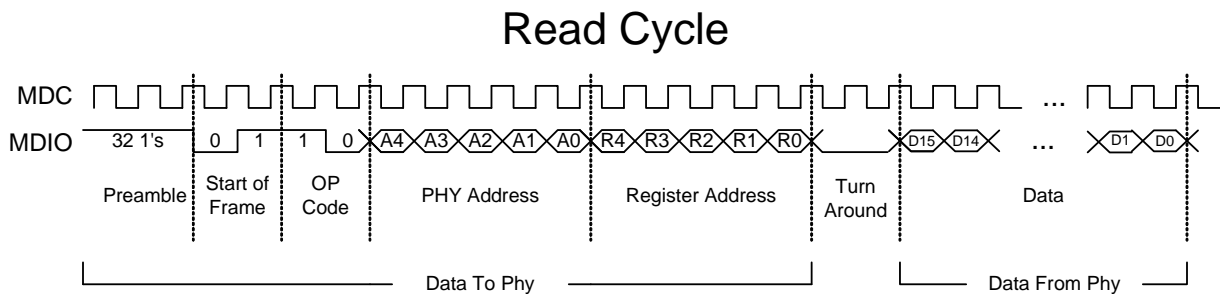 Read Cycle
MDC
...
MDIO 32 1's 0 1 1 0 A4 A3 A2 A1 A0 R4 R3 R2 R1 R0 D15 D14 ... D1 D0
Preamble
Start of
Frame
OP
Code
PHY Address
Register Address
Turn
Around
Data
Data To Phy
Data From Phy